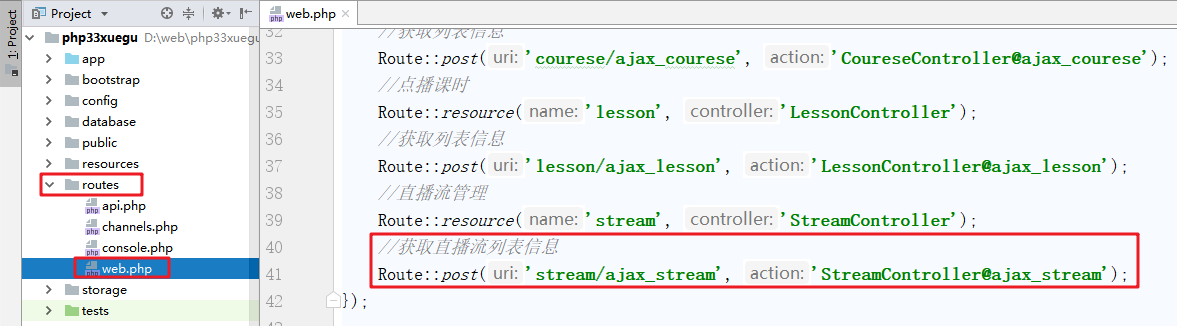 1: Project
Project
php33xuegu D:\web\php33xuegu
app
bootstrap
config
database
public
resources
routes
php api.php
php channels.php
php console.php
php web.php
storage
tests
php web.php
32 //获取列表信息
33 Route::post( uri: 'courese/ajax_courese', action: 'CoureseController@ajax_courese');
34 //点播课时
35 Route::resource( name: 'lesson', controller: 'LessonController');
36 //获取列表信息
37 Route::post( uri: 'lesson/ajax_lesson', action: 'LessonController@ajax_lesson');
38 //直播流管理
39 Route::resource( name: 'stream', controller: 'StreamController');
40 //获取直播流列表信息
41 Route::post( uri: 'stream/ajax_stream', action: 'StreamController@ajax_stream');
42 });